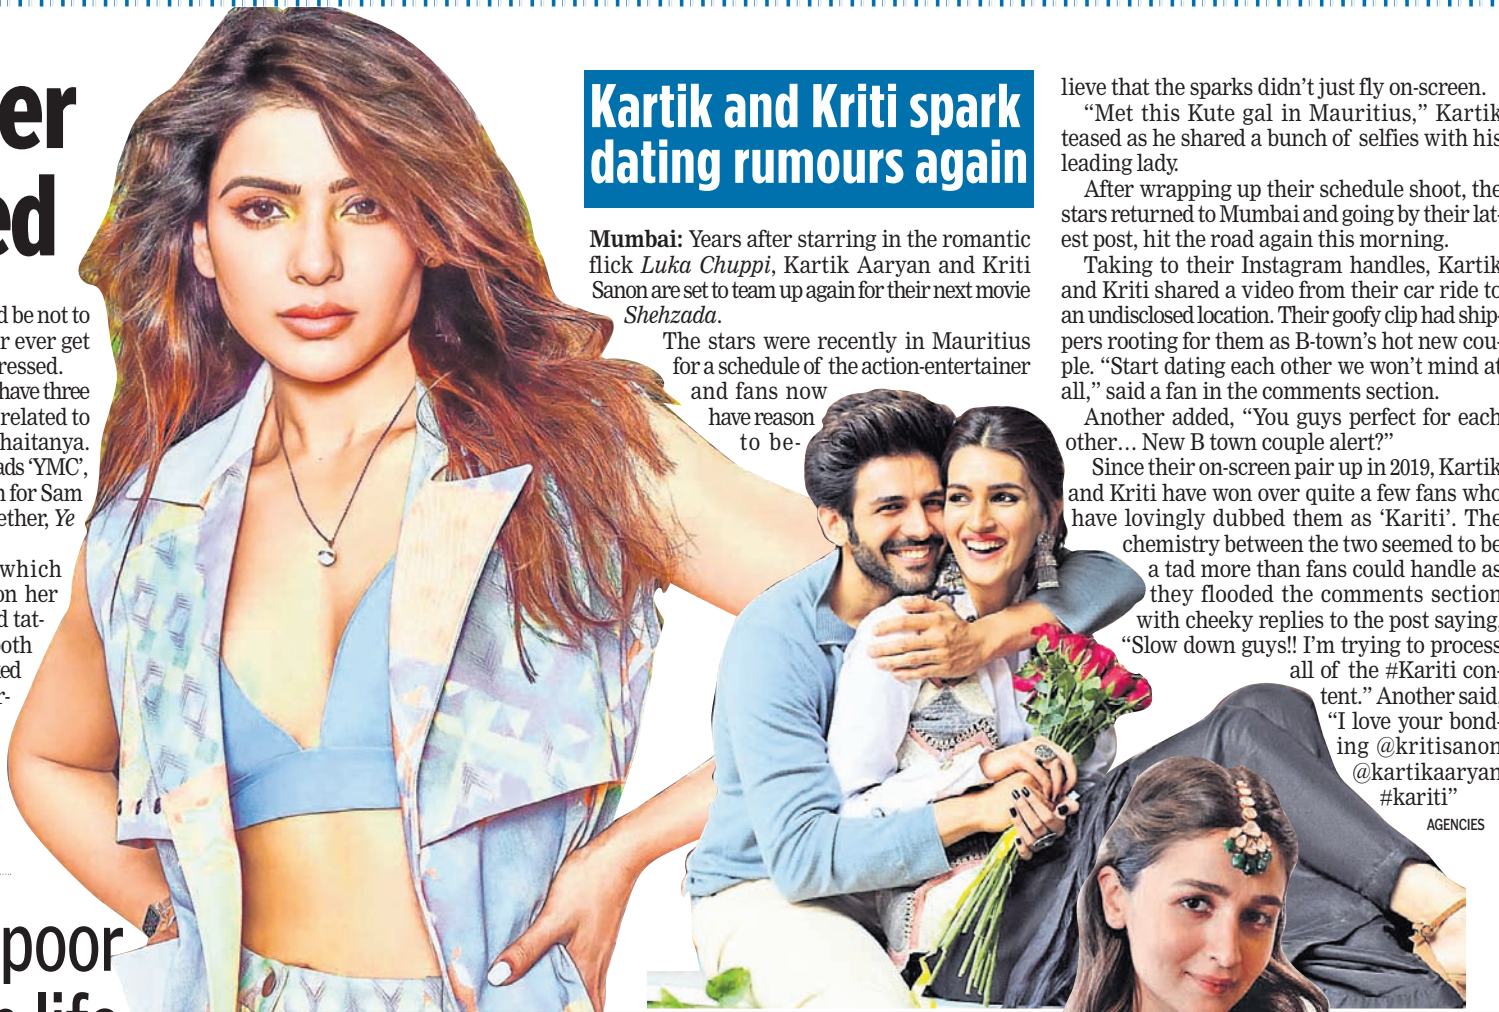 er
ed
d be not to
r ever get
ressed.
have three
related to
haitanya.
ads ‘YMC’,
n for Sam
ether, Ye
which
on her
d tat-
oth
ked
r-
poor
life
Kartik and Kriti spark
dating rumours again
Mumbai: Years after starring in the romantic
flick Luka Chuppi, Kartik Aaryan and Kriti
Sanon are set to team up again for their next movie
Shehzada.
The stars were recently in Mauritius
for a schedule of the action-entertainer
and fans now
have reason
to be-
lieve that the sparks didn’t just fly on-screen.
“Met this Kute gal in Mauritius,” Kartik
teased as he shared a bunch of selfies with his
leading lady.
After wrapping up their schedule shoot, the
stars returned to Mumbai and going by their lat-
est post, hit the road again this morning.
Taking to their Instagram handles, Kartik
and Kriti shared a video from their car ride to
an undisclosed location. Their goofy clip had ship-
pers rooting for them as B-town’s hot new cou-
ple. “Start dating each other we won’t mind at
all,” said a fan in the comments section.
Another added, “You guys perfect for each
other… New B town couple alert?”
Since their on-screen pair up in 2019, Kartik
and Kriti have won over quite a few fans who
have lovingly dubbed them as ‘Kariti’. The
chemistry between the two seemed to be
a tad more than fans could handle as
they flooded the comments section
with cheeky replies to the post saying,
“Slow down guys!! I’m trying to process
all of the #Kariti con-
tent.” Another said,
“I love your bond-
ing @kritisanon
@kartikaaryan
#kariti”
AGENCIES